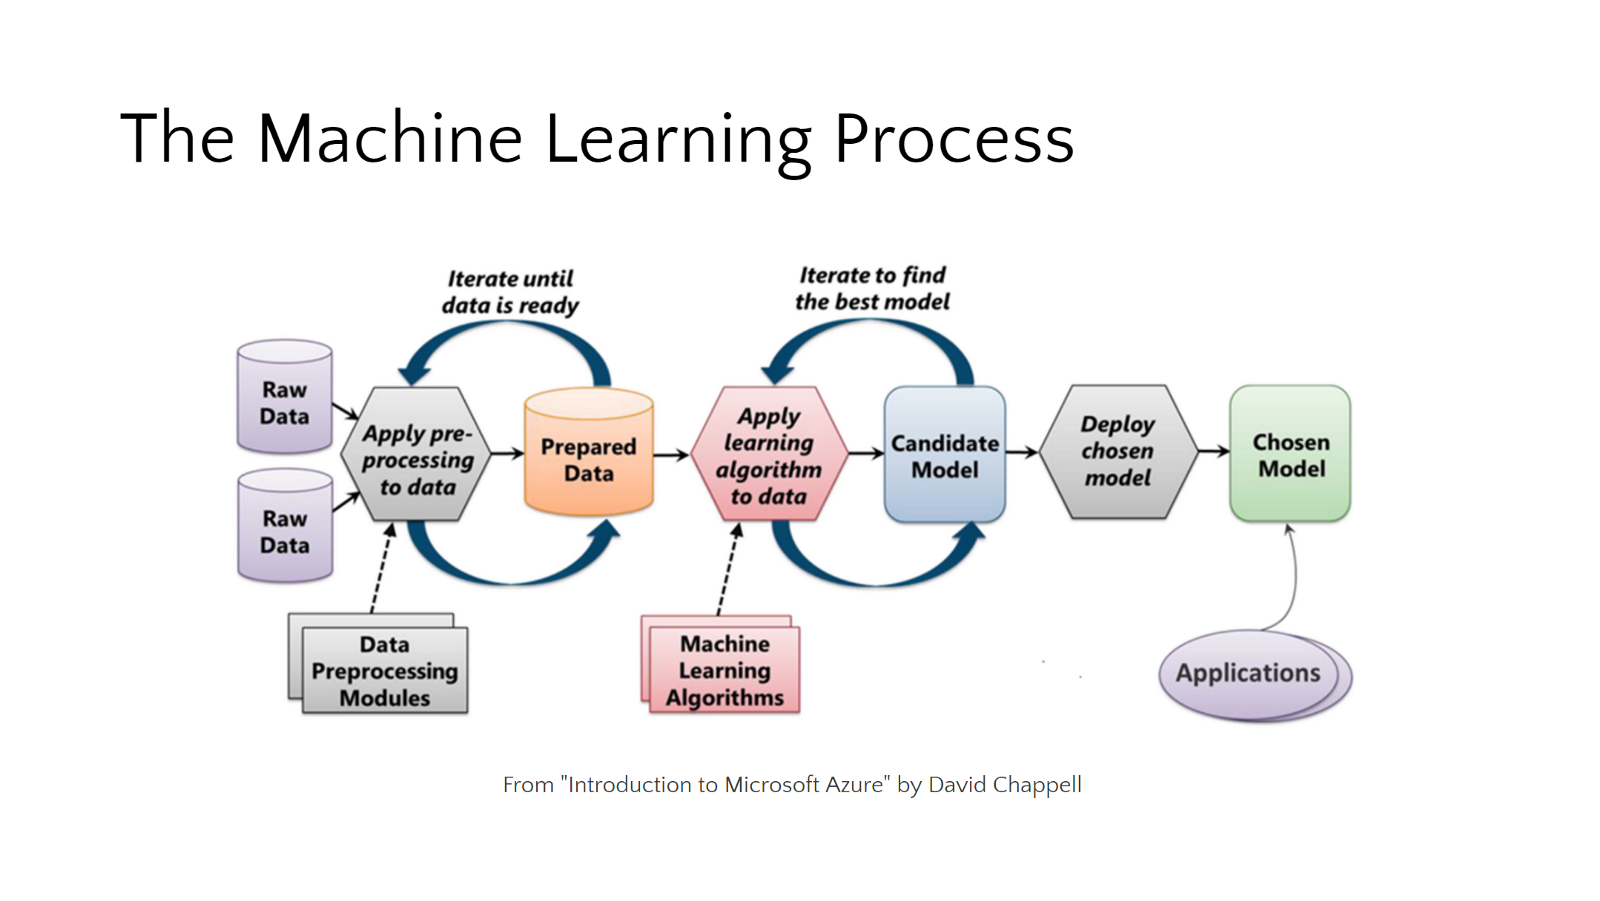 The Machine Learning Process
Iterate until
data is ready
Iterate to find
the best model
Raw
Data
Raw
Data
Apply pre-
processing
to data
Prepared
Data
Apply
learning
algorithm
to data
Candidate
Model
Deploy
chosen
model
Chosen
Model
Data
Preprocessing
Modules
Machine
Learning
Algorithms
Applications
From "Introduction to Microsoft Azure" by David Chappell